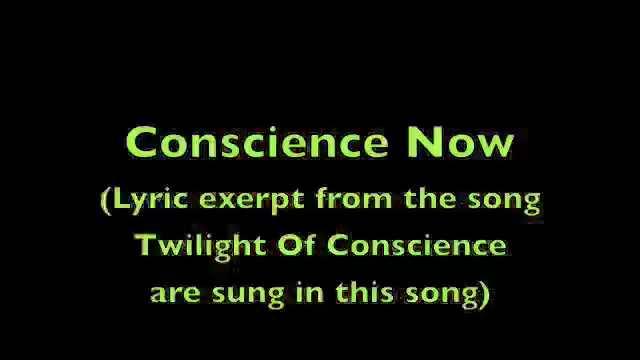 Conscience Now
(Lyric exerpt from the song
Twilight Of Conscience
are sung in this song)